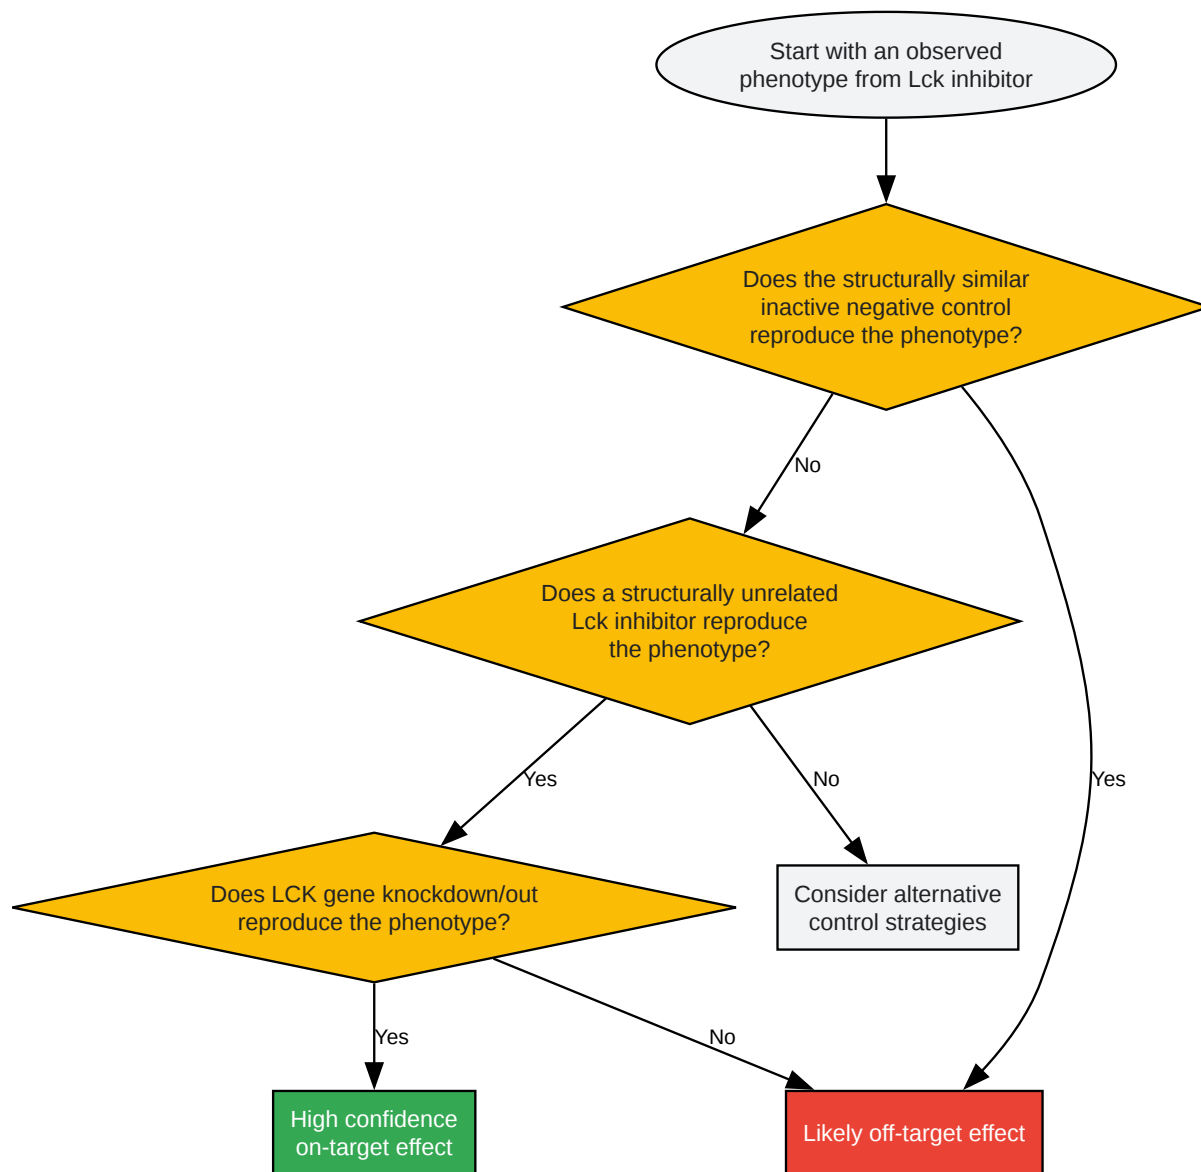 Start with an observed
phenotype from Lck inhibitor
Does the structurally similar
inactive negative control
reproduce the phenotype?
No
Does a structurally unrelated
Lck inhibitor reproduce
the phenotype?
Yes
No
Yes
Does LCK gene knockdown/out
reproduce the phenotype?
Consider alternative
control strategies
Yes
No
High confidence
on-target effect
Likely off-target effect